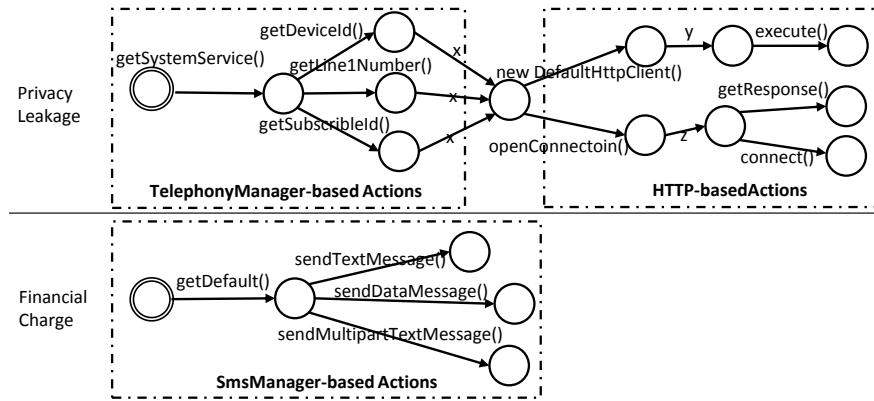 getDeviceId()
getSystemService()
getLine1Number()
getSubscribleId()
x
x
x
new DefaultHttpClient()
y
execute()
openConnectoin()
z
getResponse()
connect()
Privacy
Leakage
TelephonyManager-based Actions
HTTP-basedActions
Financial
Charge
getDefault()
sendTextMessage()
sendDataMessage()
sendMultipartTextMessage()
SmsManager-based Actions